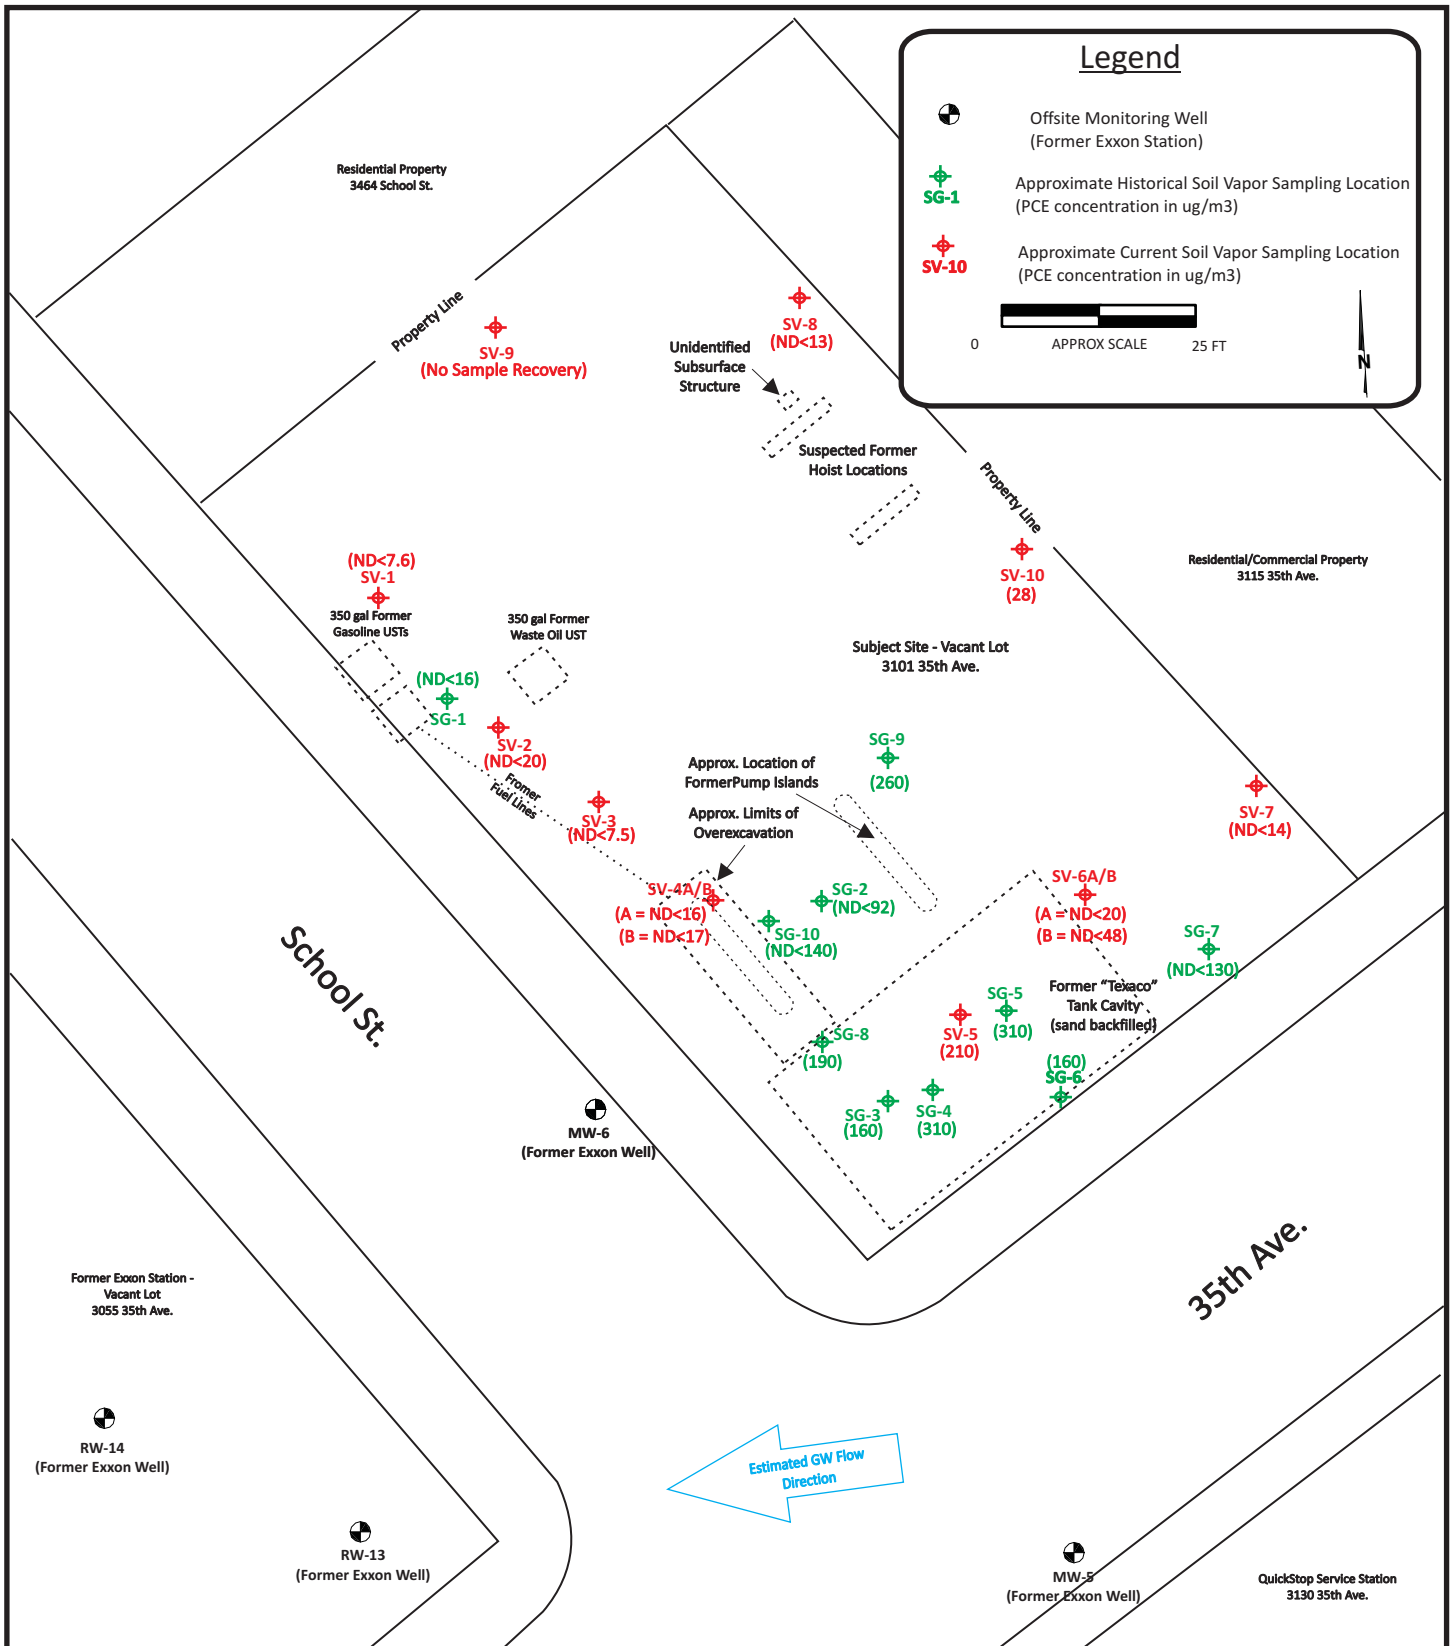 Legend
Offsite Monitoring Well
(Former Exxon Station)
SG-1
Approximate Historical Soil Vapor Sampling Location
(PCE concentration in ug/m3)
SV-10
Approximate Current Soil Vapor Sampling Location
(PCE concentration in ug/m3)
0
APPROX SCALE
25 FT
N
Residential Property
3464 School St.
Property Line
SV-9
(No Sample Recovery)
SV-8
(ND<13)
Unidentified
Subsurface
Structure
Suspected Former
Hoist Locations
Property Line
SV-10
(28)
Residential/Commercial Property
3115 35th Ave.
(ND<7.6)
SV-1
350 gal Former
Gasoline USTs
350 gal Former
Waste Oil UST
Subject Site - Vacant Lot
3101 35th Ave.
(ND<16)
SG-1
SV-2
(ND<20)
Fromer
Fuel Lines
SV-3
(ND<7.5)
SG-9
(260)
Approx. Location of
FormerPump Islands
Approx. Limits of
Overexcavation
SV-7
(ND<14)
SV-4A/B
(A = ND<16)
(B = ND<17)
SG-2
(ND<92)
SG-10
(ND<140)
SV-6A/B
(A = ND<20)
(B = ND<48)
SG-7
(ND<130)
Former “Texaco”
Tank Cavity
(sand backfilled)
SG-5
(310)
SV-5
(210)
SG-8
(190)
(160)
SG-6
SG-3
(160)
SG-4
(310)
School St.
MW-6
(Former Exxon Well)
35th Ave.
Former Exxon Station -
Vacant Lot
3055 35th Ave.
RW-14
(Former Exxon Well)
Estimated GW Flow
Direction
RW-13
(Former Exxon Well)
MW-5
(Former Exxon Well)
QuickStop Service Station
3130 35th Ave.